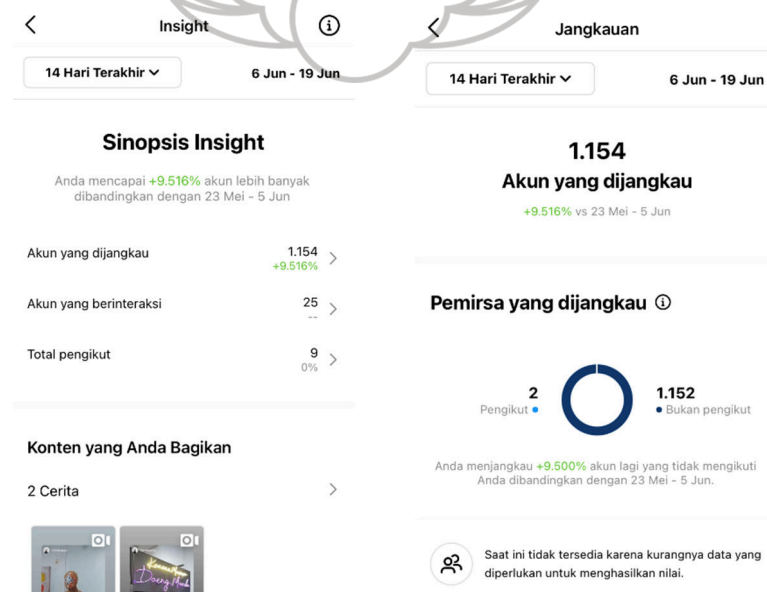 Insight
14 Hari Terakhir
6 Jun - 19 Jun
Sinopsis Insight
Anda mencapai +9.516% akun lebih banyak
dibandingkan dengan 23 Mei - 5 Jun
Akun yang dijangkau
1.154
+9.516%
Akun yang berinteraksi
25
--
Total pengikut
9
0%
Konten yang Anda Bagikan
2 Cerita
Jangkauan
14 Hari Terakhir
6 Jun - 19 Jun
1.154
Akun yang dijangkau
+9.516% vs 23 Mei - 5 Jun
Pemirsa yang dijangkau
2
Pengikut
1.152
Bukan pengikut
Anda menjangkau +9.500% akun lagi yang tidak mengikuti
Anda dibandingkan dengan 23 Mei - 5 Jun.
Saat ini tidak tersedia karena kurangnya data yang
diperlukan untuk menghasilkan nilai.